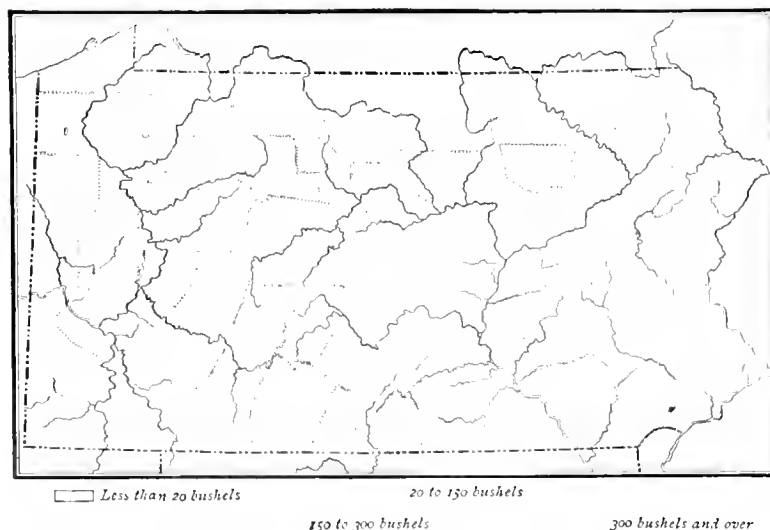 Less than 20 bushels
20 to 150 bushels
150 to 300 bushels
300 bushels and over